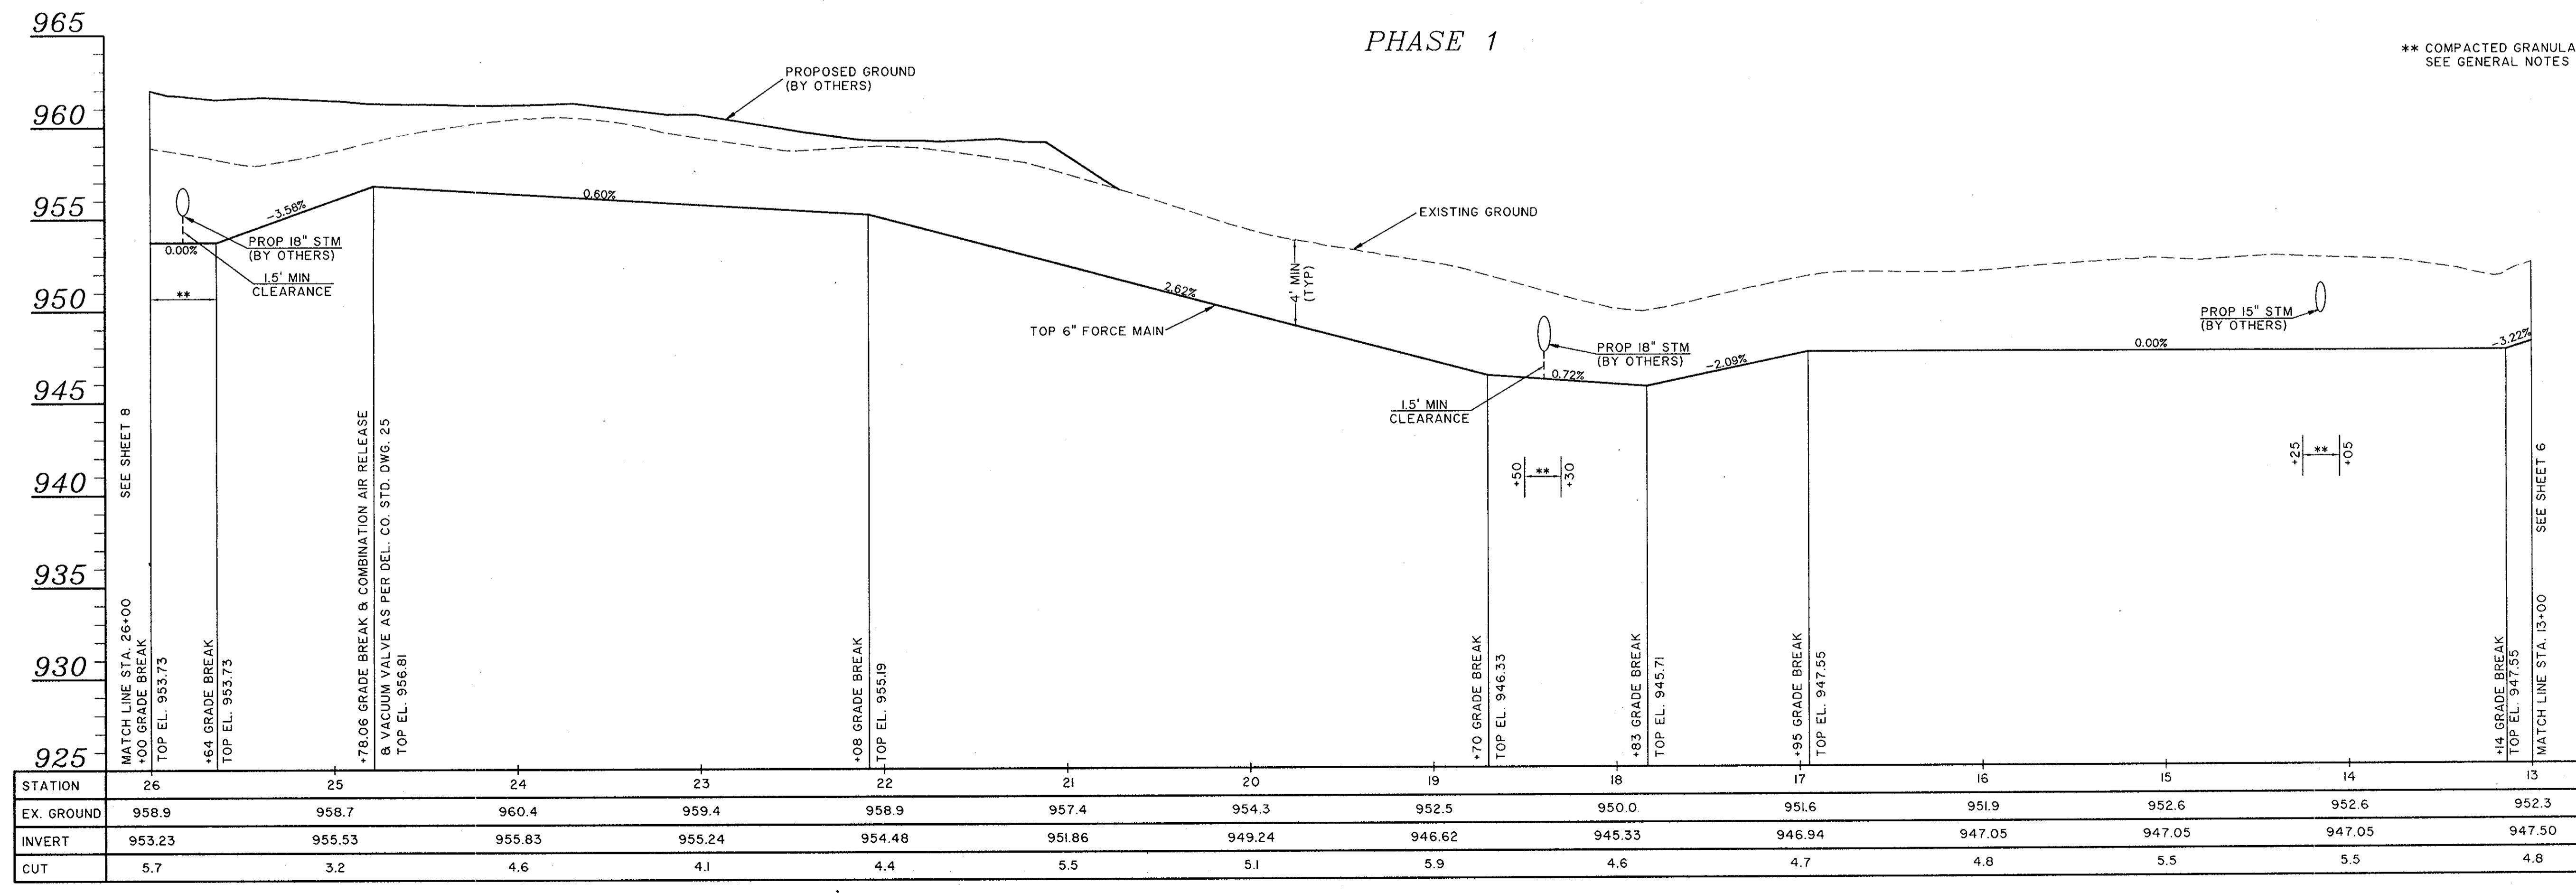 PHASE 1
** COMPACTED GRANULA
SEE GENERAL NOTES
965
960
955
950
945
940
935
930
925
PROPOSED GROUND
(BY OTHERS)
-3.58%
0.60%
0.00%
PROP 18" STM
(BY OTHERS)
1.5' MIN
CLEARANCE
**
EXISTING GROUND
4' MIN
(TYP)
2.62%
TOP 6" FORCE MAIN
PROP 18" STM
(BY OTHERS)
0.72%
1.5' MIN
CLEARANCE
-2.09%
0.00%
PROP 15" STM
(BY OTHERS)
-3.22%
+50
**
+30
+25
**
+05
MATCH LINE STA. 26+00 SEE SHEET 8
+00 GRADE BREAK
TOP EL. 953.73
+64 GRADE BREAK
TOP EL. 953.73
+78.06 GRADE BREAK & COMBINATION AIR RELEASE
& VACUUM VALVE AS PER DEL. CO. STD. DWG. 25
TOP EL. 956.81
+08 GRADE BREAK
TOP EL. 955.19
+70 GRADE BREAK
TOP EL. 946.33
+83 GRADE BREAK
TOP EL. 945.71
+95 GRADE BREAK
TOP EL. 947.55
+14 GRADE BREAK
TOP EL. 947.55
MATCH LINE STA. 13+00 SEE SHEET 6
STATION 26 25 24 23 22 21 20 19 18 17 16 15 14 13
EX. GROUND 958.9 958.7 960.4 959.4 958.9 957.4 954.3 952.5 950.0 951.6 951.9 952.6 952.6 952.3
INVERT 953.23 955.53 955.83 955.24 954.48 951.86 949.24 946.62 945.33 946.94 947.05 947.05 947.05 947.50
CUT 5.7 3.2 4.6 4.1 4.4 5.5 5.1 5.9 4.6 4.7 4.8 5.5 5.5 4.8